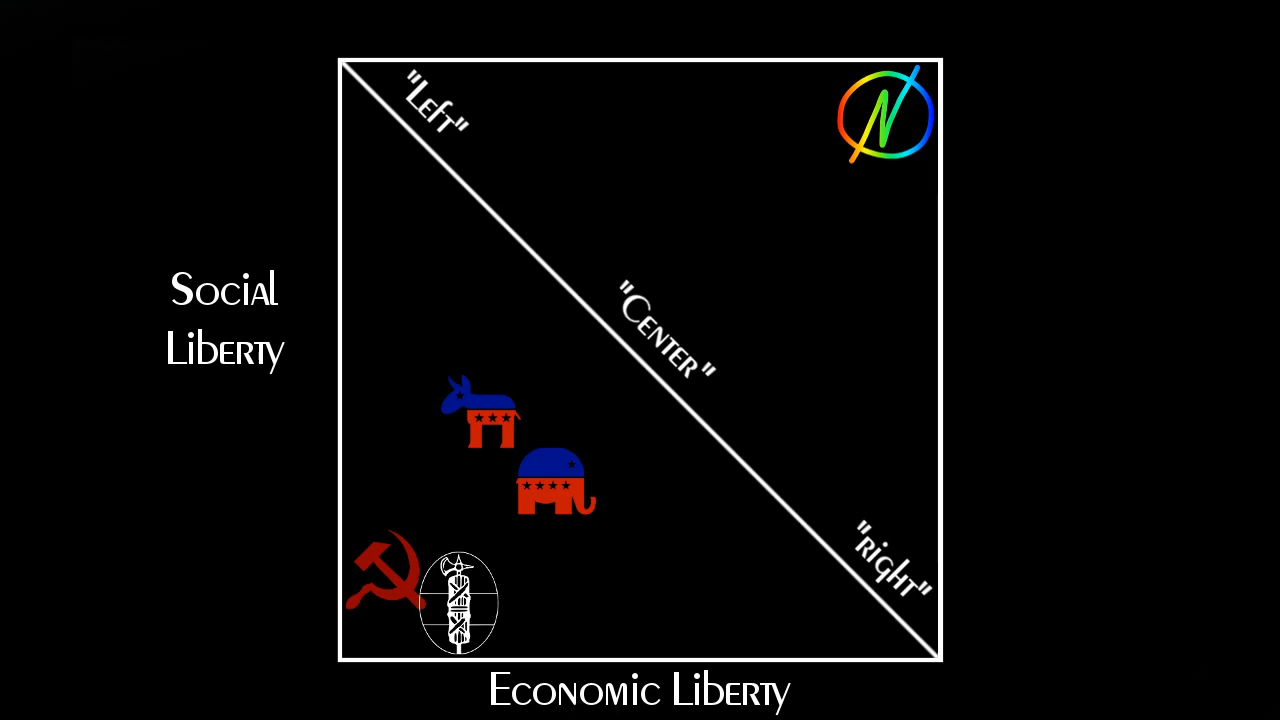 "Left"
N
Social
Liberty
"Center"
"right"
Economic Liberty